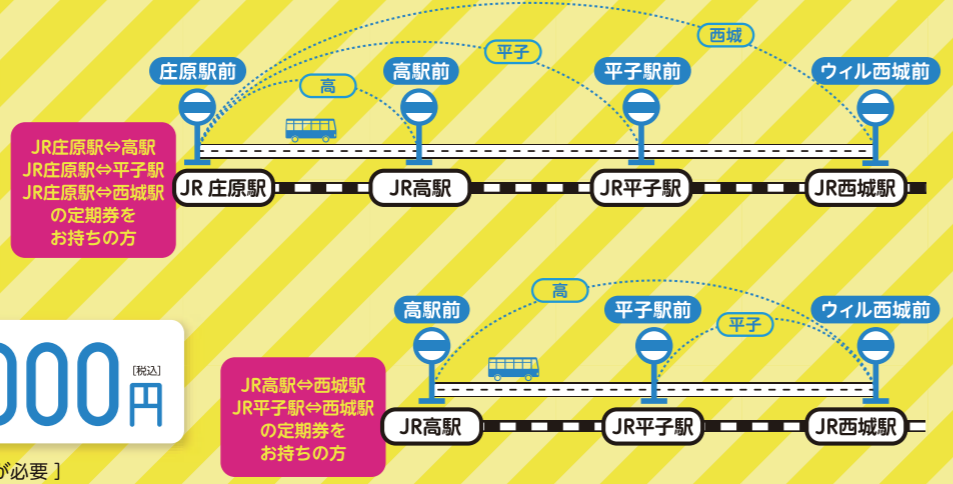 西城
平子
高
庄原駅前
高駅前
平子駅前
ウィル西城前
JR庄原駅⇔高駅
JR庄原駅⇔平子駅
JR庄原駅⇔西城駅
の定期券を
お持ちの方
JR 庄原駅
JR高駅
JR平子駅
JR西城駅
高
平子
高駅前
平子駅前
ウィル西城前
000円
[税込]
JR高駅⇔西城駅
JR平子駅⇔西城駅
の定期券を
お持ちの方
JR高駅
JR平子駅
JR西城駅
が必要 ]